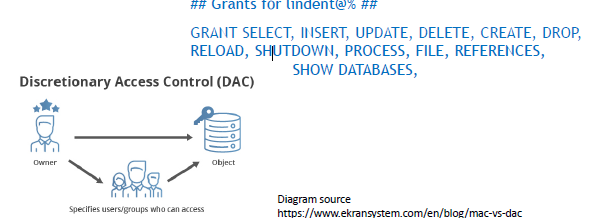 ## Grants for lindent@% ##
GRANT SELECT, INSERT, UPDATE, DELETE, CREATE, DROP,
RELOAD, SHUTDOWN, PROCESS, FILE, REFERENCES,
SHOW DATABASES,
Discretionary Access Control (DAC)
Owner
Object
Specifies users/groups who can access
Diagram source
https://www.ekransystem.com/en/blog/mac-vs-dac